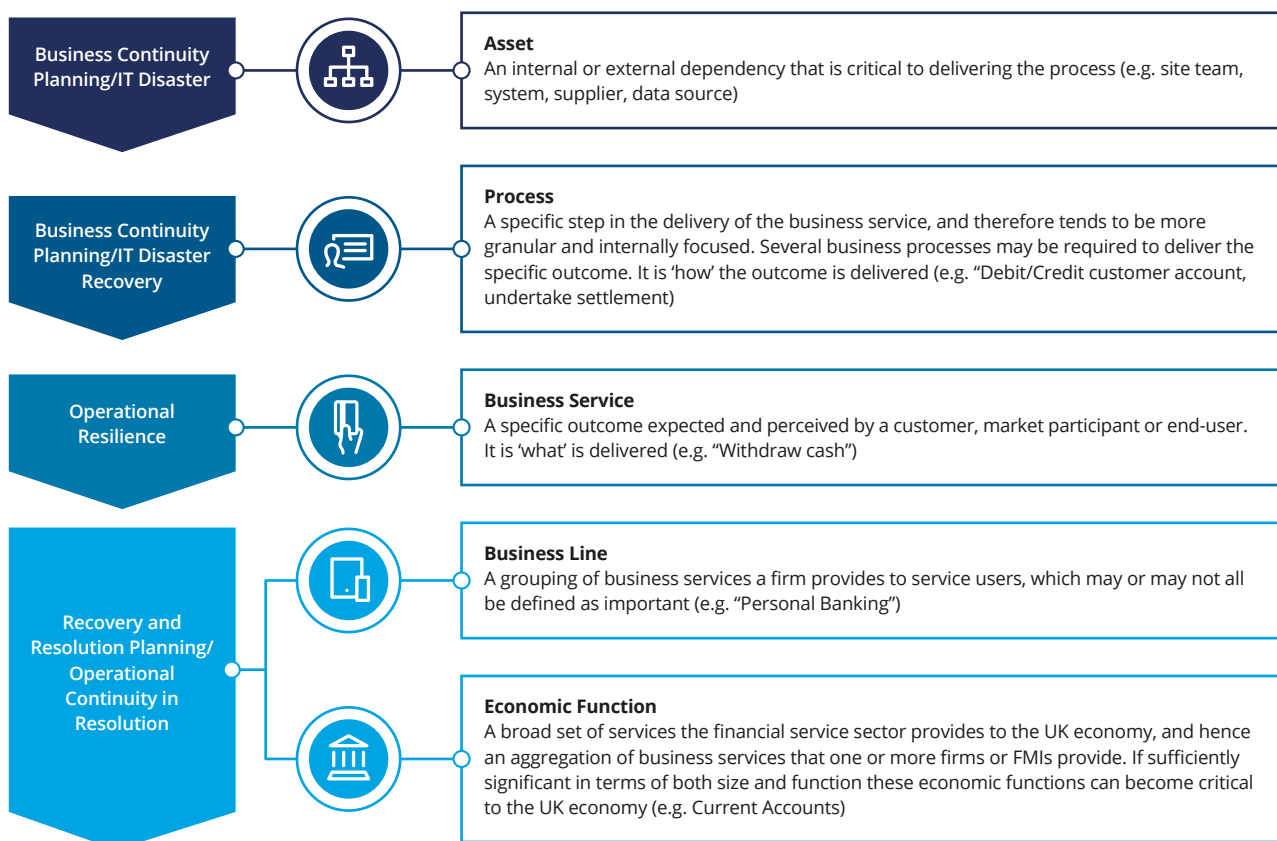 Business Continuity
Planning/IT Disaster
Asset
An internal or external dependency that is critical to delivering the process (e.g. site team,
system, supplier, data source)
Business Continuity
Planning/IT Disaster
Recovery
Process
A specific step in the delivery of the business service, and therefore tends to be more
granular and internally focused. Several business processes may be required to deliver the
specific outcome. It is ‘how’ the outcome is delivered (e.g. “Debit/Credit customer account,
undertake settlement)
Operational
Resilience
Business Service
A specific outcome expected and perceived by a customer, market participant or end-user.
It is ‘what’ is delivered (e.g. “Withdraw cash”)
Recovery and
Resolution Planning/
Operational
Continuity in
Resolution
Business Line
A grouping of business services a firm provides to service users, which may or may not all
be defined as important (e.g. “Personal Banking”)
Economic Function
A broad set of services the financial service sector provides to the UK economy, and hence
an aggregation of business services that one or more firms or FMIs provide. If sufficiently
significant in terms of both size and function these economic functions can become critical
to the UK economy (e.g. Current Accounts)